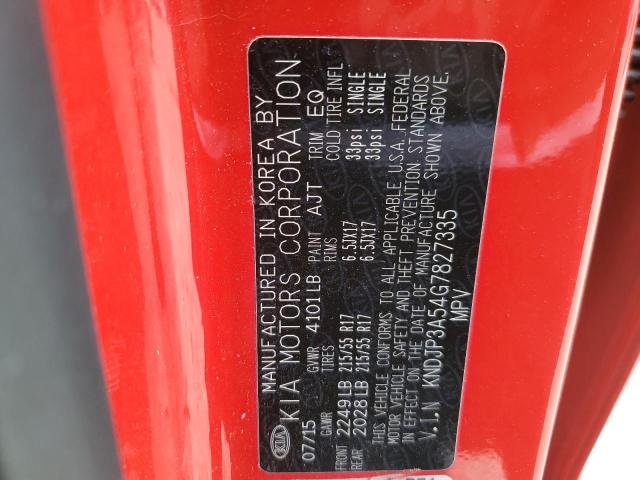 MANUFACTURED IN KOREA BY
KIA KIA MOTORS CORPORATION
07/15 GVWR 4101LB PAINT AJT TRIM EQ
GAWR TIRES RIMS COLD TIRE INFL
FRONT 2249LB 215/55 R17 6.5JX17 33psi SINGLE
REAR 2028LB 215/55 R17 6.5JX17 33psi SINGLE
THIS VEHICLE CONFORMS TO ALL APPLICABLE U.S.A. FEDERAL
MOTOR VEHICLE SAFETY AND THEFT PREVENTION STANDARDS
IN EFFECT ON THE DATE OF MANUFACTURE SHOWN ABOVE.
V.I.N KNDJP3A54G7827335
MPV